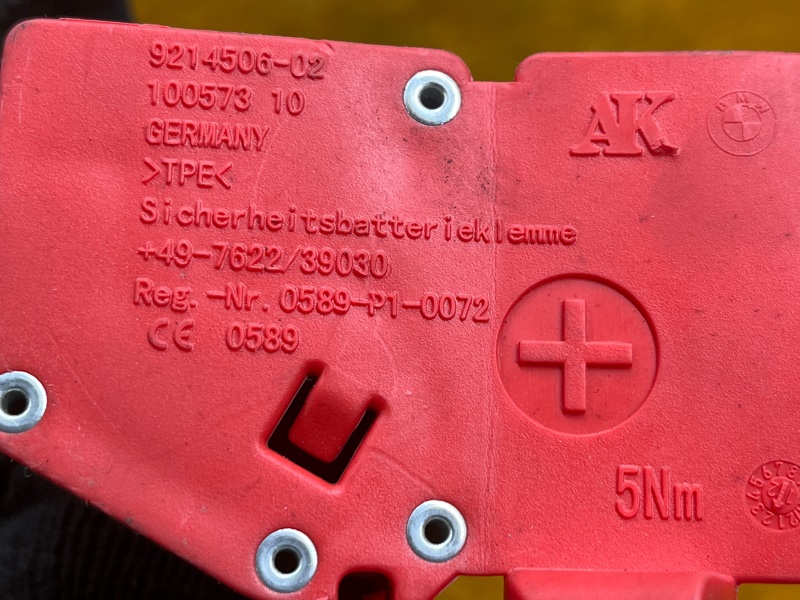 9214506-02
100573 10
GERMANY
>TPE<
Sicherheitsbatterieklemme
+49-7622/39030
Reg.-Nr. 0589-P1-0072
CE 0589
AK
BMW
+
5Nm